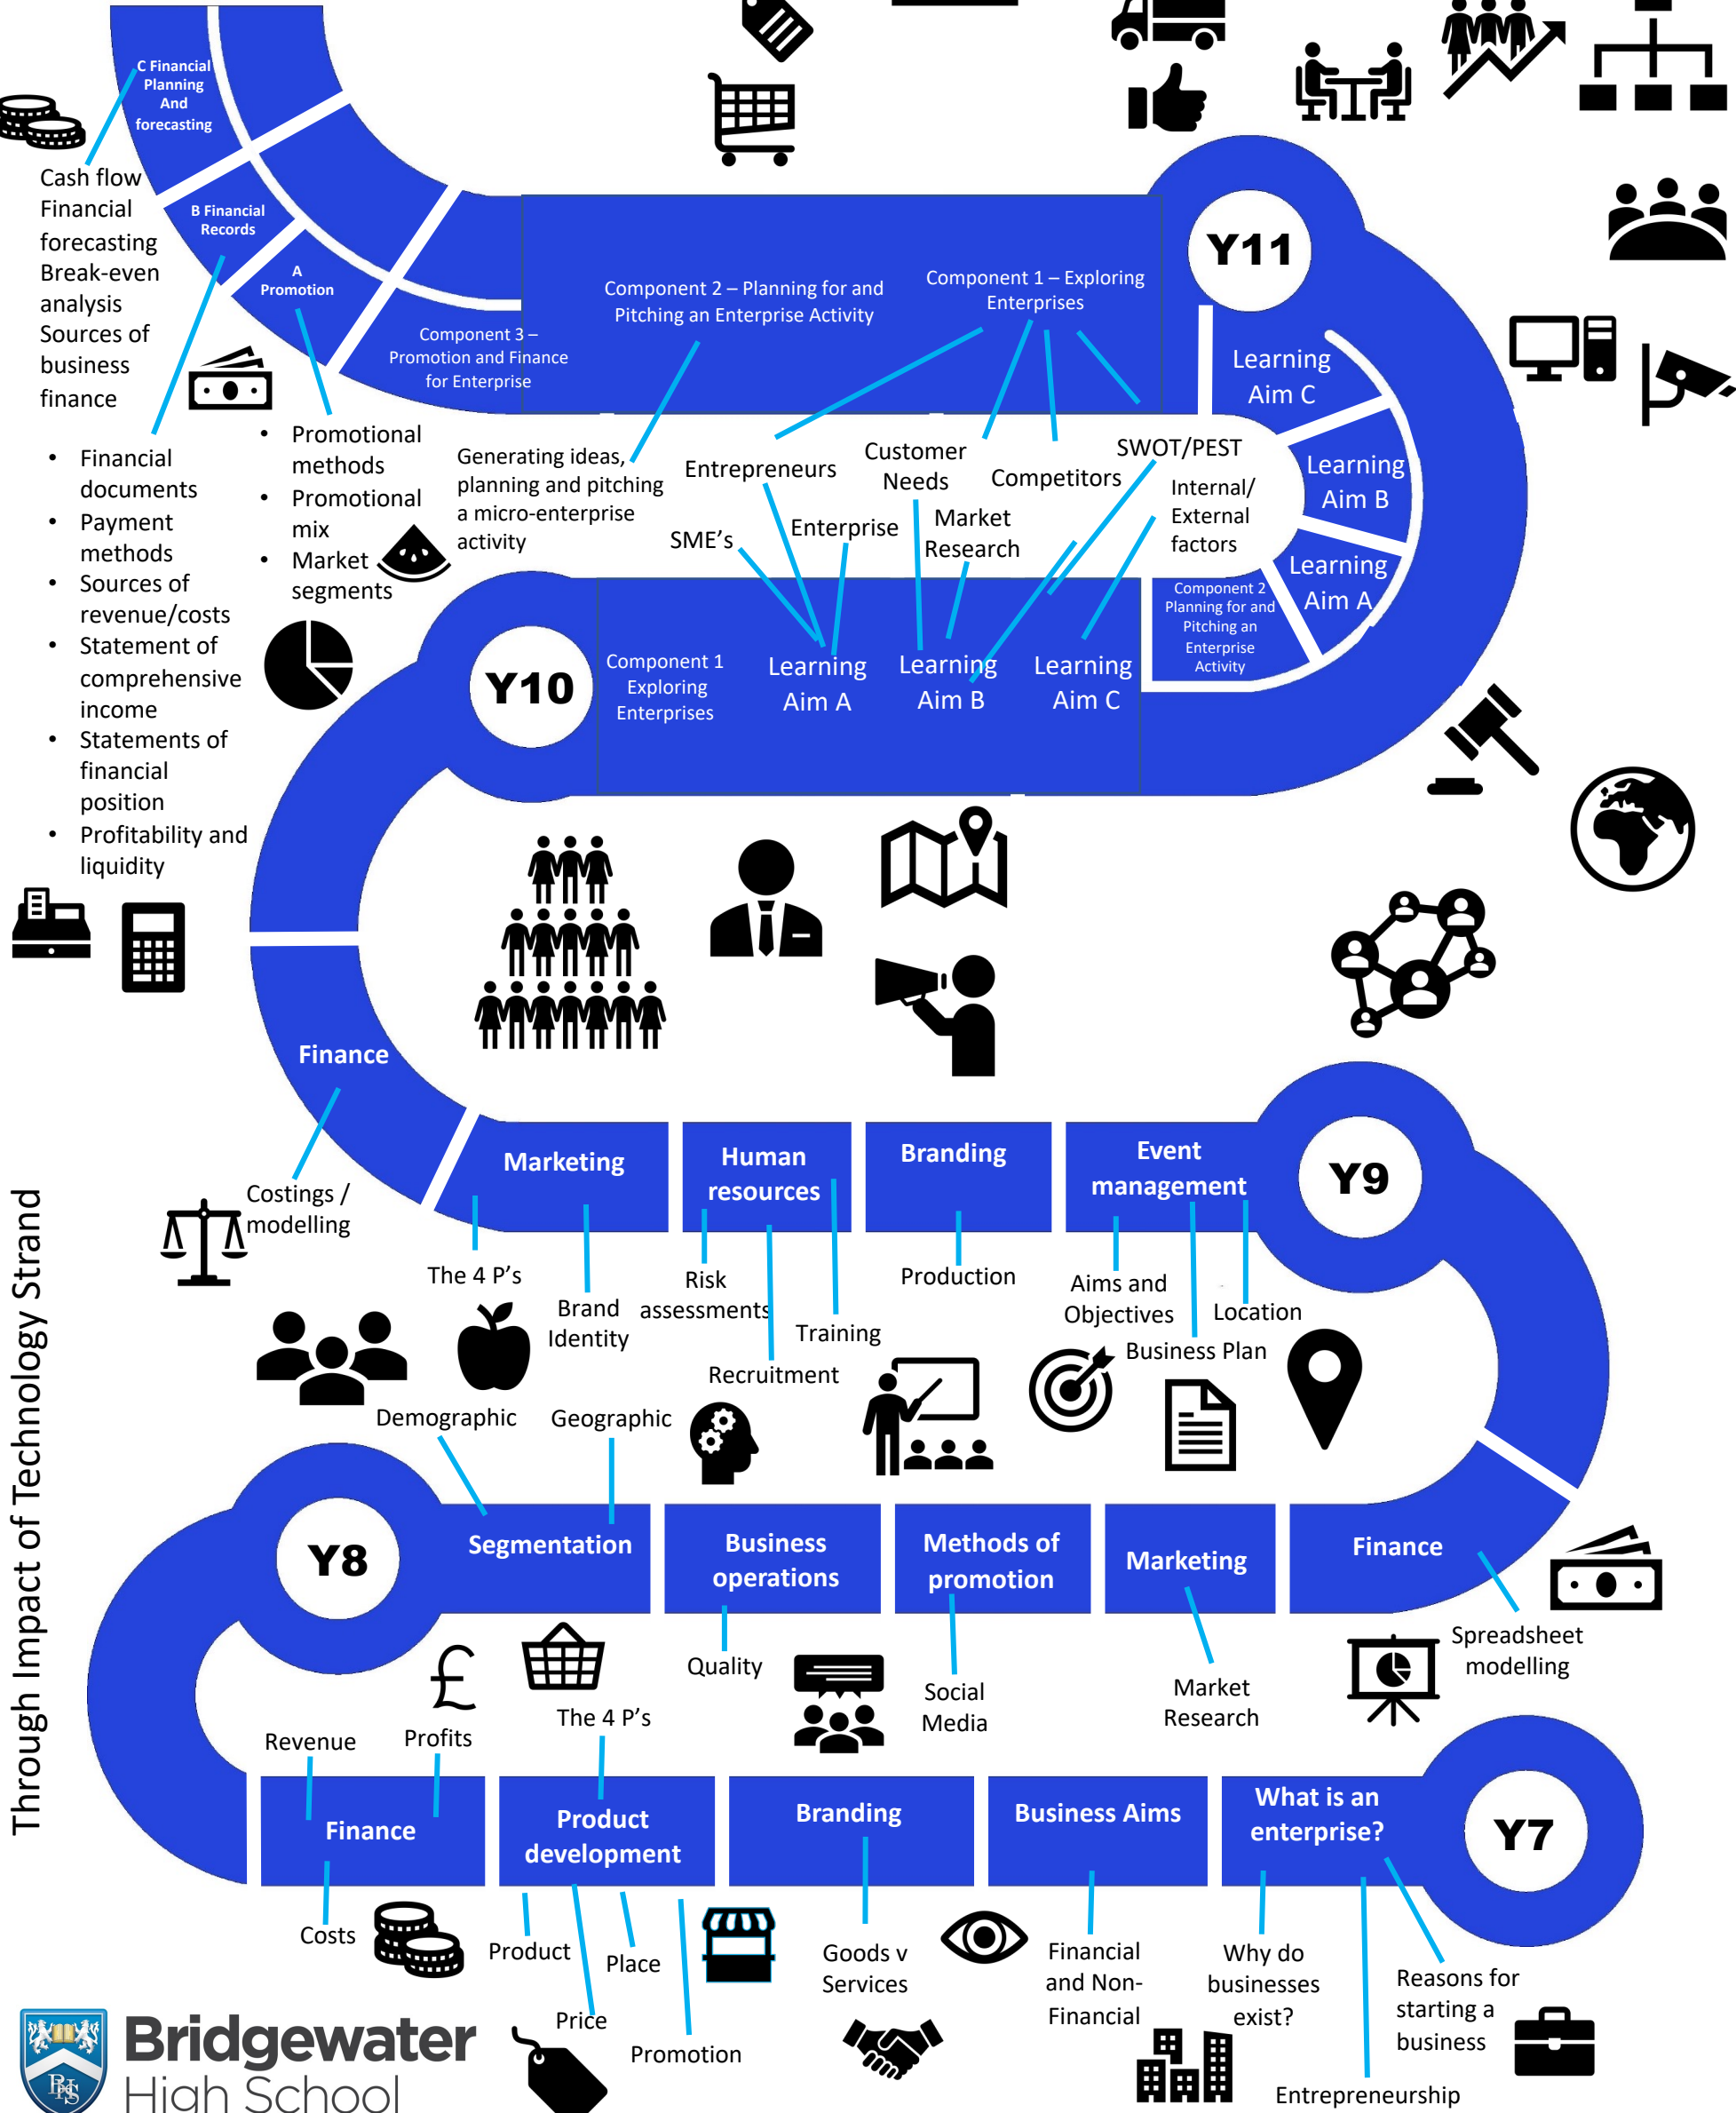 C Financial
Planning
And
forecasting
Cash flow
Financial
forecasting
Break-even
analysis
Sources of
business
finance
B Financial
Records
A
Promotion
Component 3 –
Promotion and Finance
for Enterprise
Component 2 – Planning for and
Pitching an Enterprise Activity
Component 1 – Exploring
Enterprises
Y11
Learning
Aim C
Learning
Aim B
Learning
Aim A
Component 2
Planning for and
Pitching an
Enterprise
Activity
• Financial
documents
• Payment
methods
• Sources of
revenue/costs
• Statement of
comprehensive
income
• Statements of
financial
position
• Profitability and
liquidity
• Promotional
methods
• Promotional
mix
• Market
segments
Generating ideas,
planning and pitching
a micro-enterprise
activity
Entrepreneurs
Customer
Needs
Competitors
SWOT/PEST
SME's
Enterprise
Market
Research
Internal/
External
factors
Y10
Component 1
Exploring
Enterprises
Learning
Aim A
Learning
Aim B
Learning
Aim C
Finance
Costings /
modelling
Marketing
Human
resources
Branding
Event
management
Y9
The 4 P's
Brand
Identity
Risk
assessments
Recruitment
Training
Production
Aims and
Objectives
Business Plan
Location
Through Impact of Technology Strand
Demographic
Geographic
Y8
Segmentation
Business
operations
Methods of
promotion
Marketing
Finance
Quality
Social
Media
Market
Research
Spreadsheet
modelling
£
Revenue
Profits
The 4 P's
Finance
Product
development
Branding
Business Aims
What is an
enterprise?
Y7
Costs
Product
Price
Place
Promotion
Goods v
Services
Financial
and Non-
Financial
Why do
businesses
exist?
Reasons for
starting a
business
Entrepreneurship
BHS
Bridgewater
High School